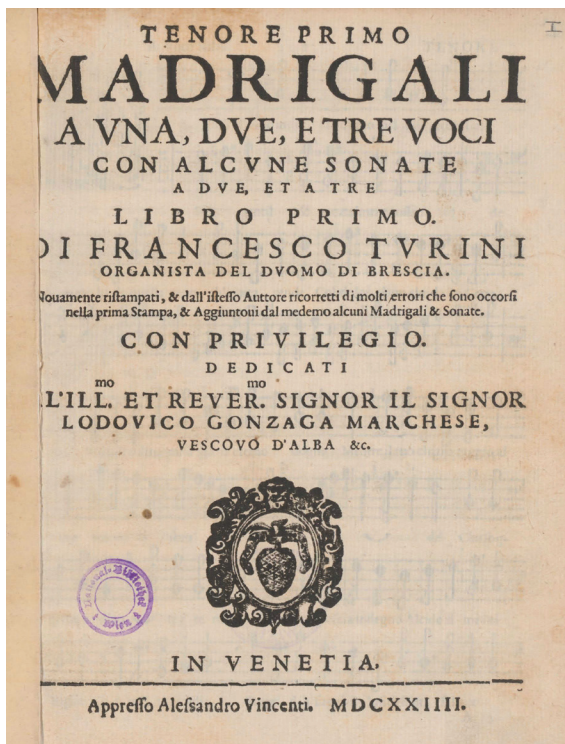 I
TENORE PRIMO
MADRIGALI
A VNA, DVE, E TRE VOCI
CON ALCVNE SONATE
A DVE, ET A TRE
LIBRO PRIMO.
DI FRANCESCO TVRINI
ORGANISTA DEL DVOMO DI BRESCIA.
Nouamente riſtampati, & dall'iſteſſo Auttore ricorretti di molti errori che ſono occorſi
nella prima Stampa, & Aggiuntoui dal medemo alcuni Madrigali & Sonate.
CON PRIVILEGIO.
DEDICATI
L'ILL.mo ET REVER.mo SIGNOR IL SIGNOR
LODOVICO GONZAGA MARCHESE,
VESCOVO D'ALBA &c.
National-Bibliothek
Wien
IN VENETIA.
Appreſſo Aleſſandro Vincenti. MDCXXIIII.